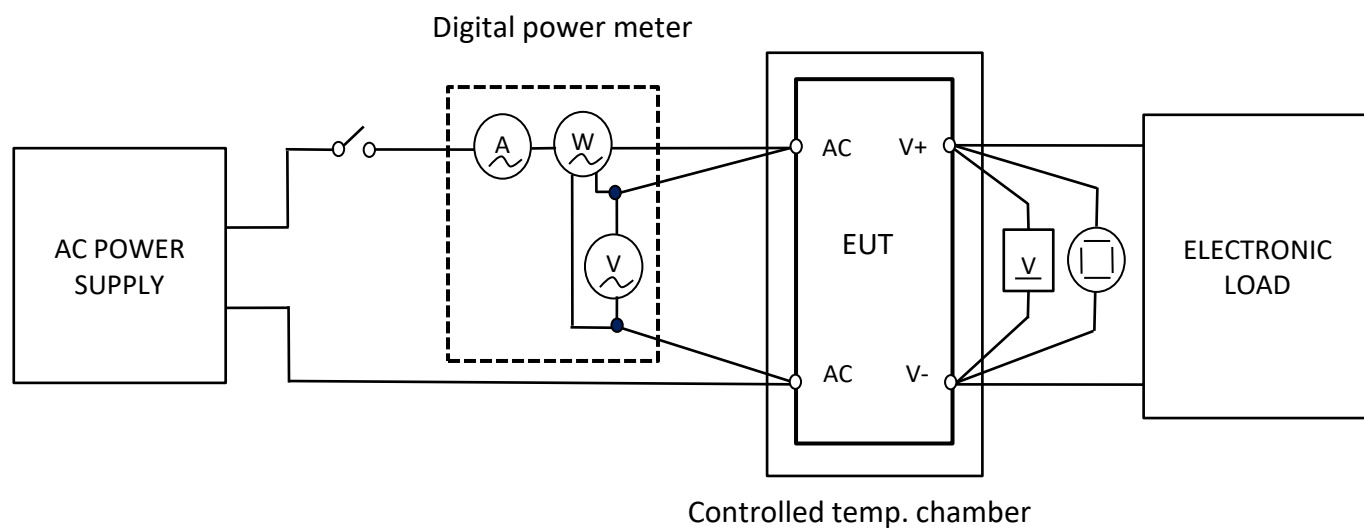 Digital power meter
A
W
AC
V+
AC POWER
SUPPLY
V
EUT
V
ELECTRONIC
LOAD
AC
V-
Controlled temp. chamber